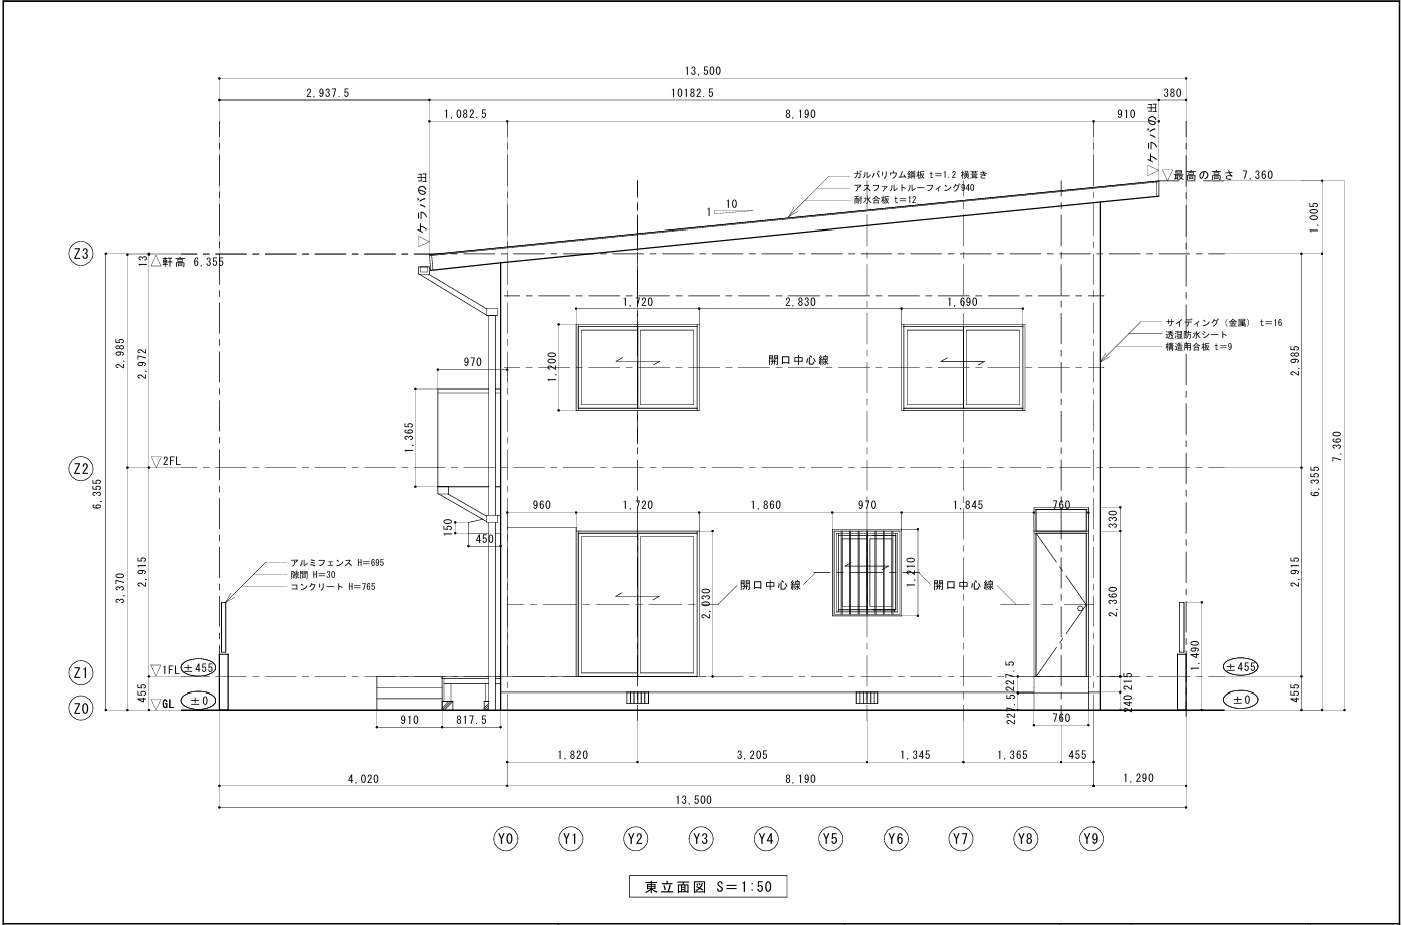 13,500
2,937.5
10182.5
380
1,082.5
8,190
910
ケラバの出
ケラバの出
▽最高の高さ 7,360
ガルバリウム鋼板 t=1.2 横葺き
アスファルトルーフィング940
耐水合板 t=12
10
1
1,005
Z3
13
△軒高 6,355
1,720
2,830
1,690
サイディング(金属) t=16
透湿防水シート
構造用合板 t=9
2,985
2,972
970
1,200
開口中心線
2,985
1,365
7,360
Z2
▽2FL
6,355
6,355
960
1,720
1,860
970
1,845
760
150
450
330
アルミフェンス H=695
隙間 H=30
コンクリート H=765
3,370
2,915
2,030
開口中心線
1,210
開口中心線
2,360
2,915
1,490
Z1
▽1FL
±455
±455
455
227.5
215
455
Z0
▽GL
±0
227.5
240
±0
910
817.5
760
1,820
3,205
1,345
1,365
455
4,020
8,190
1,290
13,500
Y0
Y1
Y2
Y3
Y4
Y5
Y6
Y7
Y8
Y9
東立面図 S=1:50